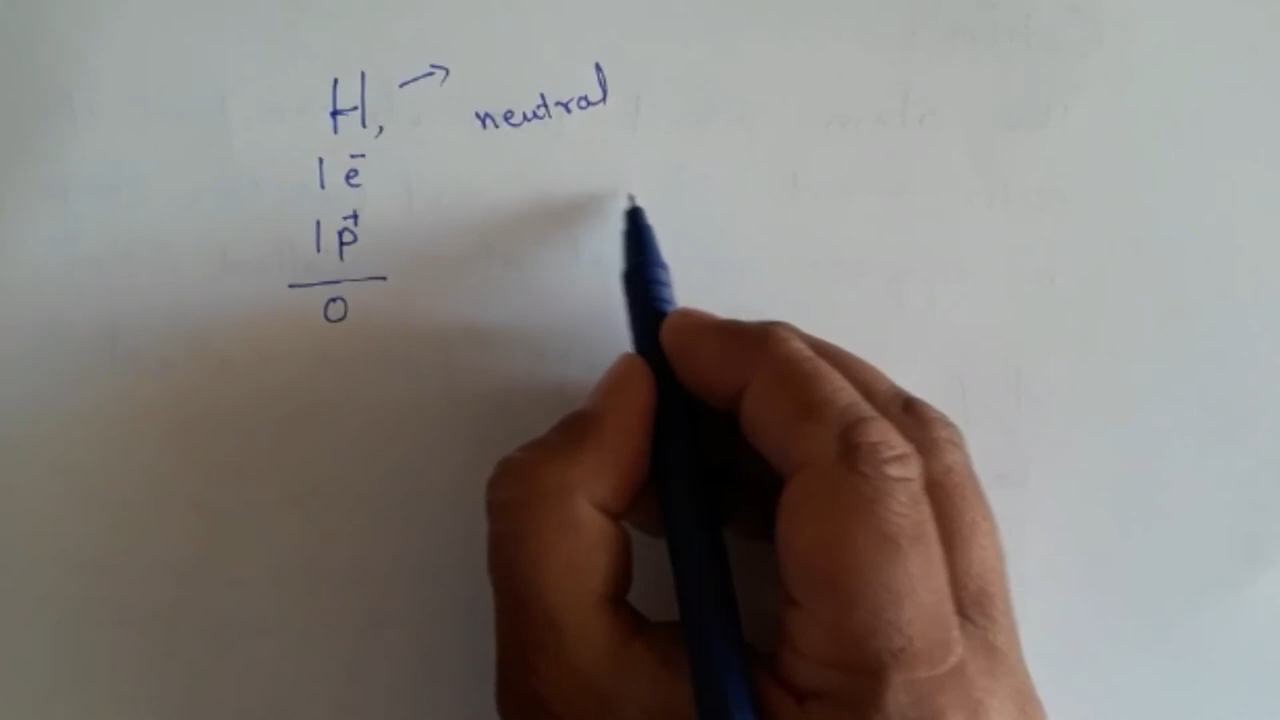 H, → neutral
1 e⁻
1 p⁺
0